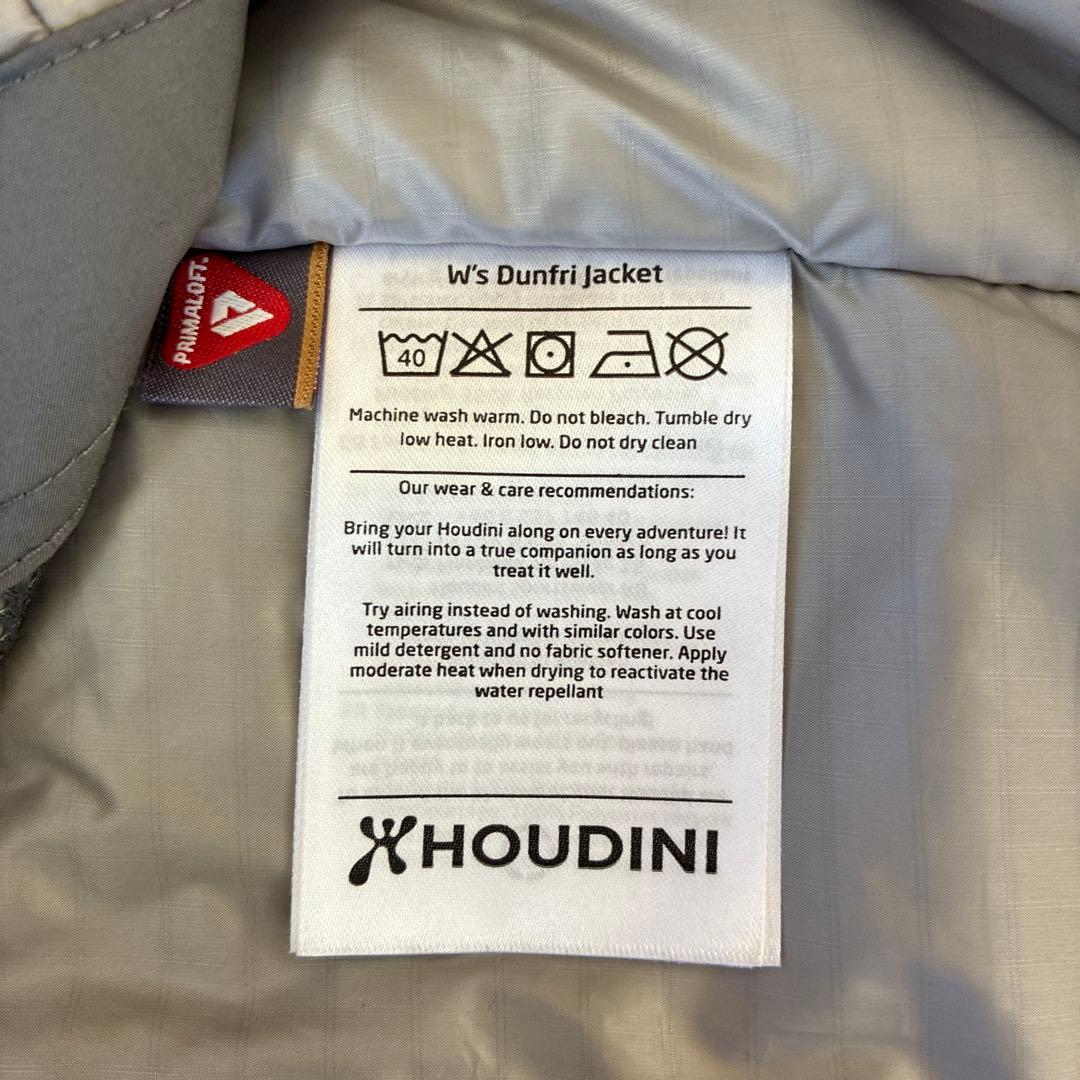 PRIMALOFT.
W's Dunfri Jacket
40
Machine wash warm. Do not bleach. Tumble dry
low heat. Iron low. Do not dry clean
Our wear & care recommendations:
Bring your Houdini along on every adventure! It
will turn into a true companion as long as you
treat it well.
Try airing instead of washing. Wash at cool
temperatures and with similar colors. Use
mild detergent and no fabric softener. Apply
moderate heat when drying to reactivate the
water repellant
HOUDINI